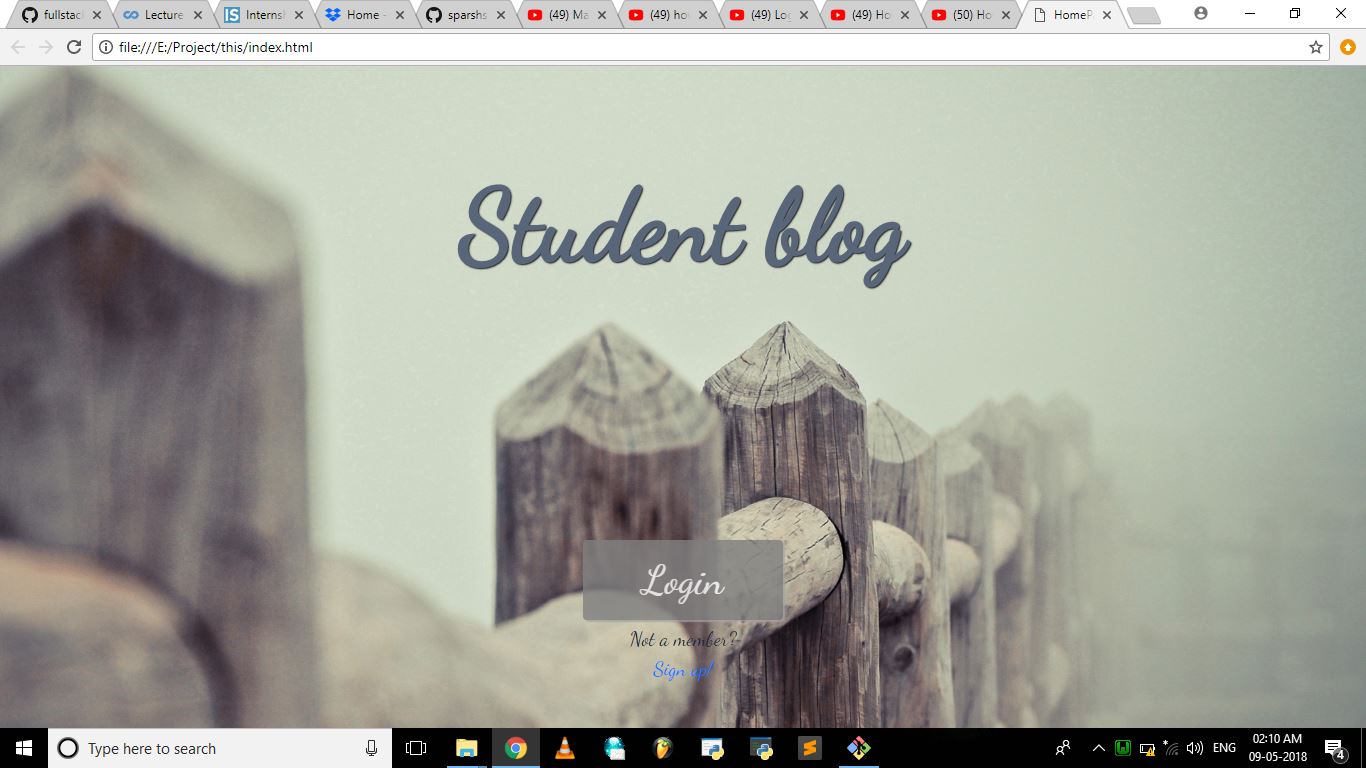 fullstac
Lecture
Internsh
Home -
sparshs
(49) Ma
(49) hov
(49) Log
(49) Ho
(50) Ho
HomeP
file:///E:/Project/this/index.html
Student blog
Login
Not a member?
Sign up!
Type here to search
ENG
02:10 AM
09-05-2018
4